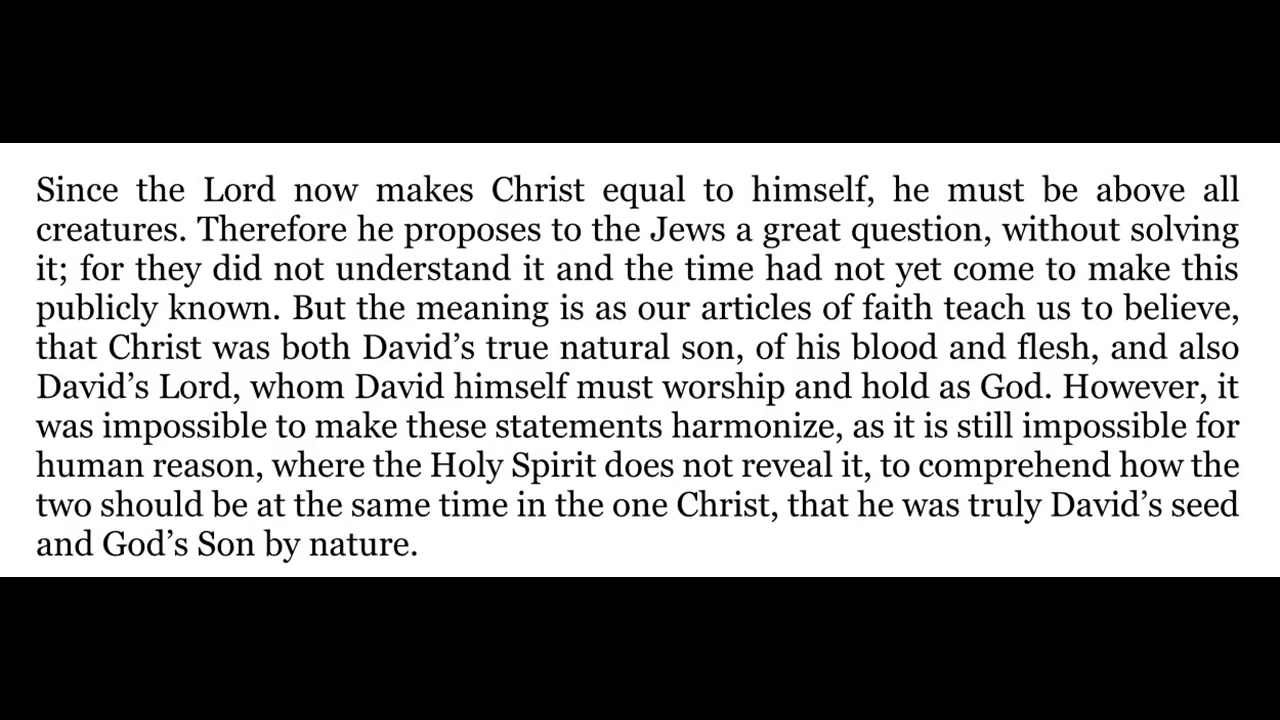 Since the Lord now makes Christ equal to himself, he must be above all
creatures. Therefore he proposes to the Jews a great question, without solving
it; for they did not understand it and the time had not yet come to make this
publicly known. But the meaning is as our articles of faith teach us to believe,
that Christ was both David’s true natural son, of his blood and flesh, and also
David’s Lord, whom David himself must worship and hold as God. However, it
was impossible to make these statements harmonize, as it is still impossible for
human reason, where the Holy Spirit does not reveal it, to comprehend how the
two should be at the same time in the one Christ, that he was truly David’s seed
and God’s Son by nature.